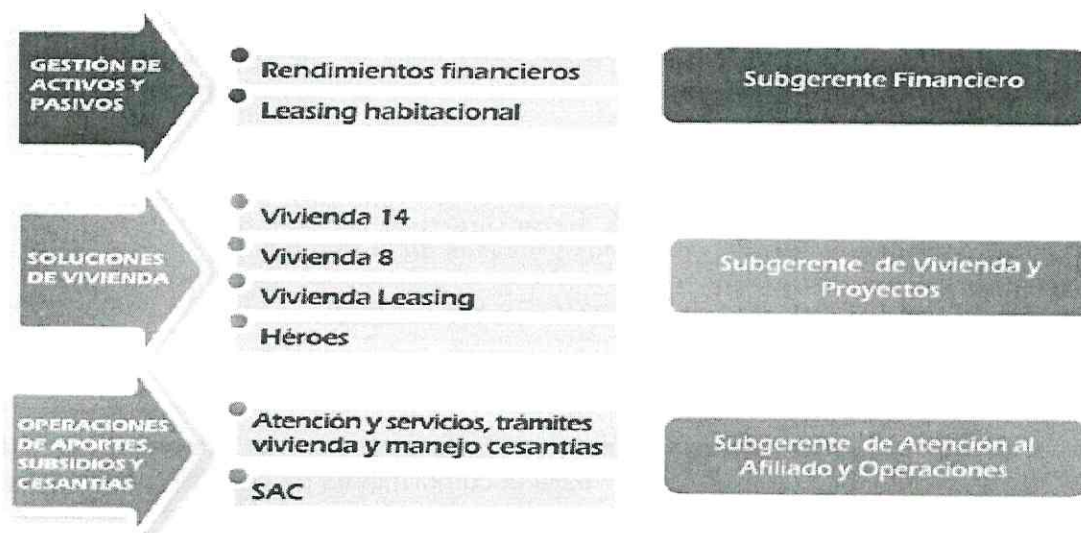 GESTIÓN DE
ACTIVOS Y
PASIVOS
Rendimientos financieros
Leasing habitacional
Subgerente Financiero
SOLUCIONES
DE VIVIENDA
Vivienda 14
Vivienda 8
Vivienda Leasing
Héroes
Subgerente de Vivienda y
Proyectos
OPERACIONES
DE APORTES,
SUBSIDIOS Y
CESANTÍAS
Atención y servicios, trámites
vivienda y manejo cesantías
SAC
Subgerente de Atención al
Afiliado y Operaciones